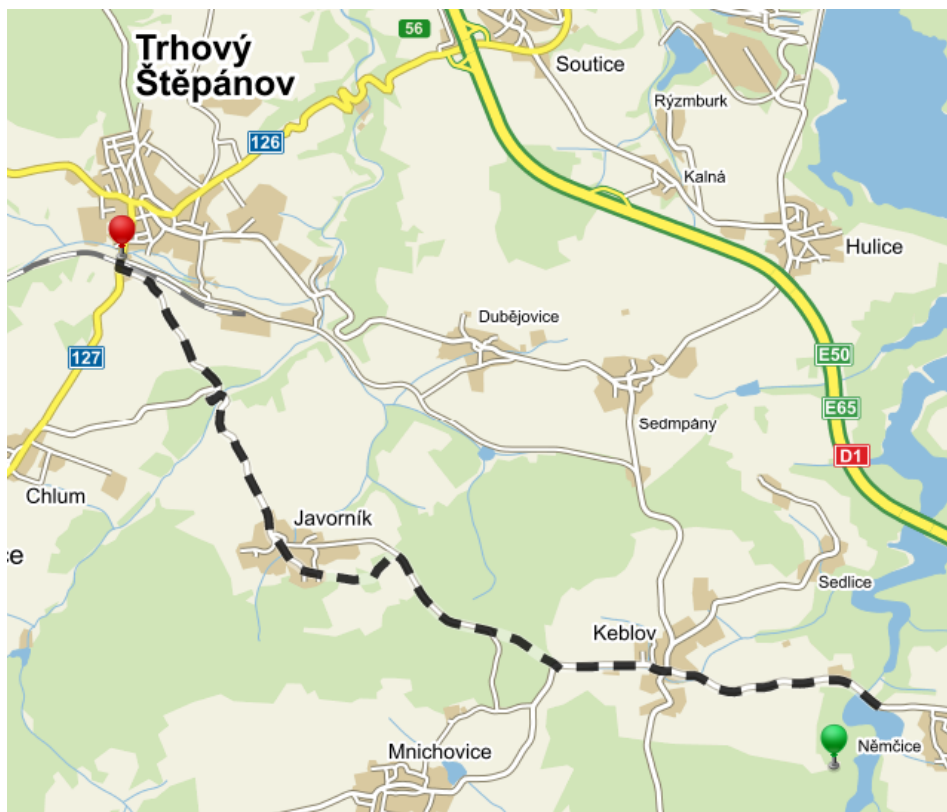 56
Trhový
Štěpánov
Soutice
Rýzmburk
126
Kalná
Hulice
Dubějovice
127
E50
E65
Sedmpány
D1
Chlum
Javorník
ce
Sedlice
Keblov
Mnichovice
Němčice